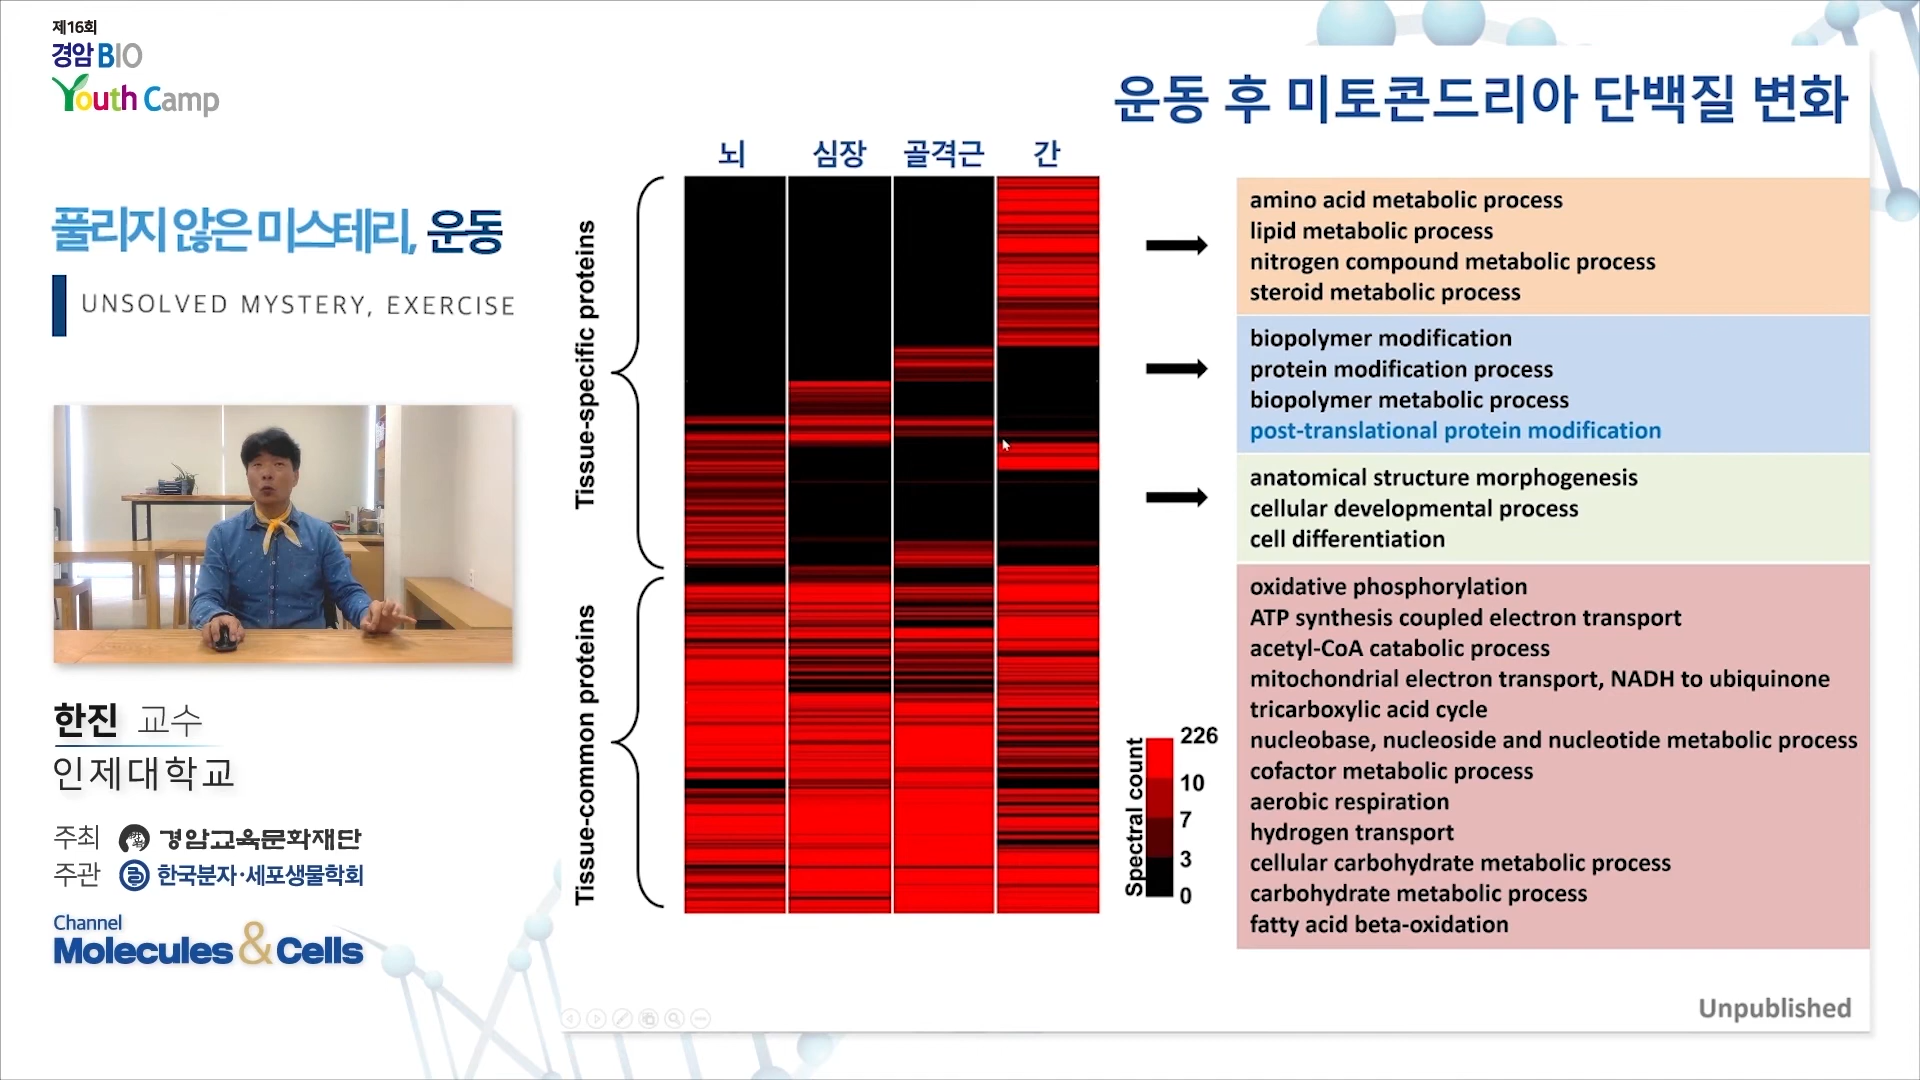 제16회
경암 BIO
Youth Camp
풀리지 않은 미스테리, 운동
UNSOLVED MYSTERY, EXERCISE
한진 교수
인제대학교
주최 경암교육문화재단
주관 한국분자·세포생물학회
Channel
Molecules & Cells
운동 후 미토콘드리아 단백질 변화
뇌 심장 골격근 간
Tissue-specific proteins
Tissue-common proteins
amino acid metabolic process
lipid metabolic process
nitrogen compound metabolic process
steroid metabolic process
biopolymer modification
protein modification process
biopolymer metabolic process
post-translational protein modification
anatomical structure morphogenesis
cellular developmental process
cell differentiation
oxidative phosphorylation
ATP synthesis coupled electron transport
acetyl-CoA catabolic process
mitochondrial electron transport, NADH to ubiquinone
tricarboxylic acid cycle
nucleobase, nucleoside and nucleotide metabolic process
cofactor metabolic process
aerobic respiration
hydrogen transport
cellular carbohydrate metabolic process
carbohydrate metabolic process
fatty acid beta-oxidation
Spectral count
226
10
7
3
0
Unpublished